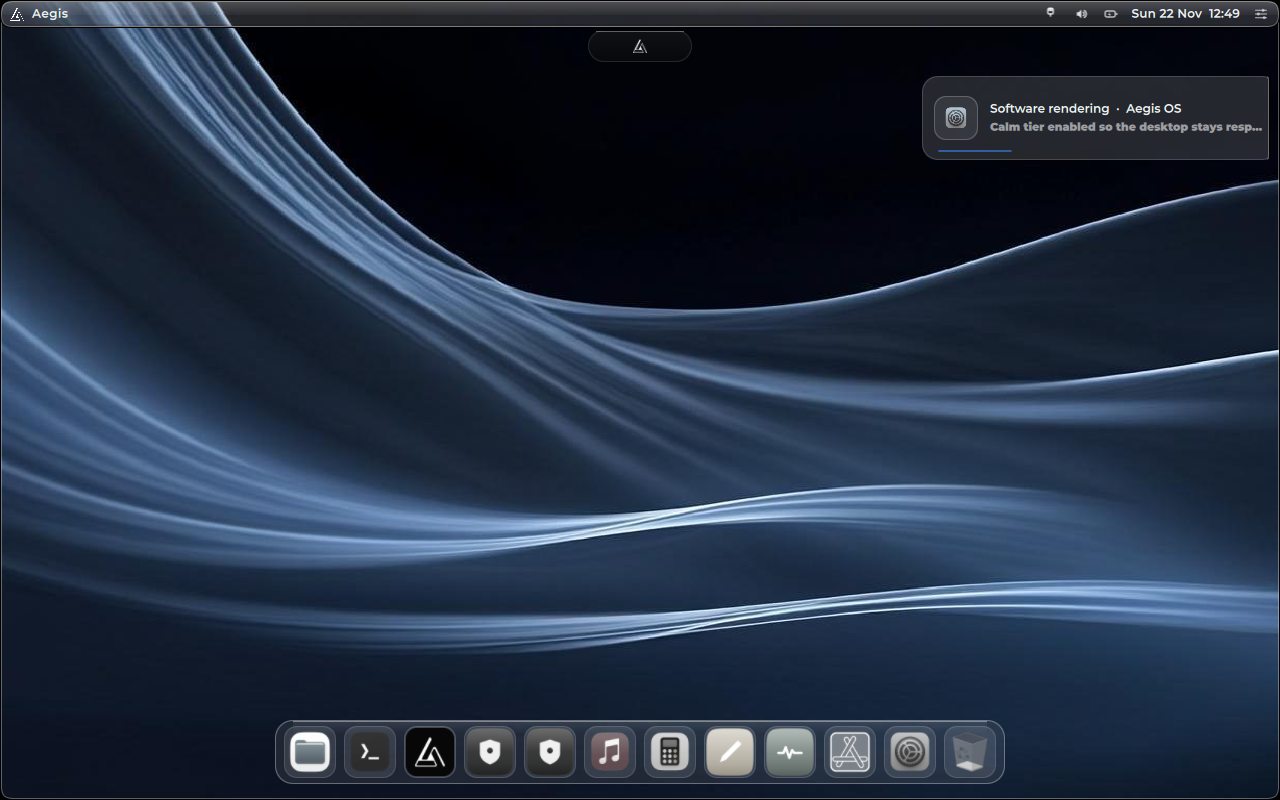 Aegis
Sun 22 Nov 12:49
Software rendering · Aegis OS
Calm tier enabled so the desktop stays resp...